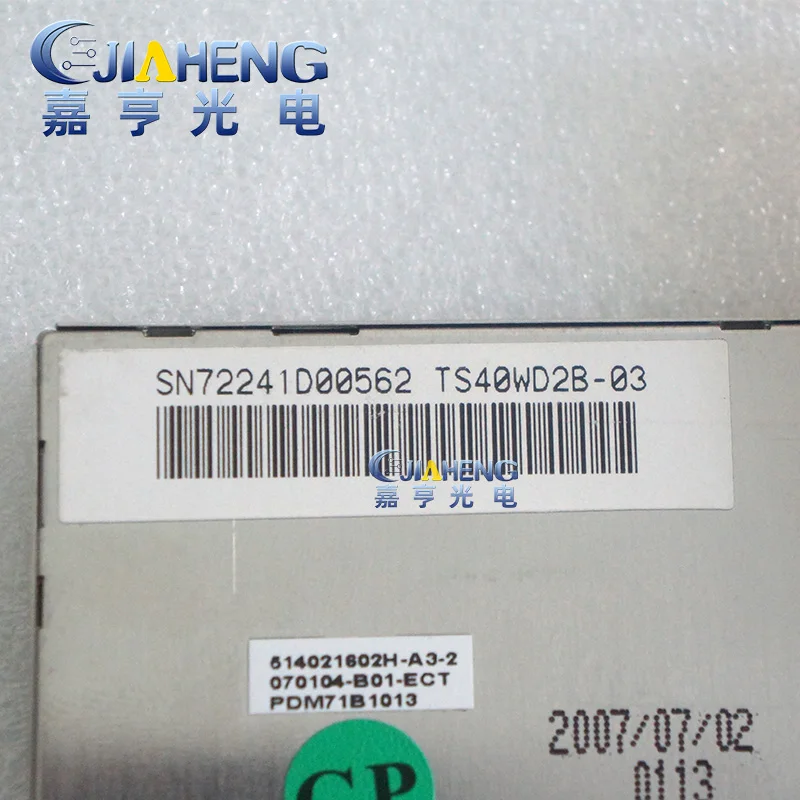 JIAHENG
嘉亨光电
SN72241D00562 TS40WD2B-03
JIAHENG
嘉亨光电
614021602H-A3-2
070104-B01-ECT
PDM71B1013
2007/07/02
0113
GP